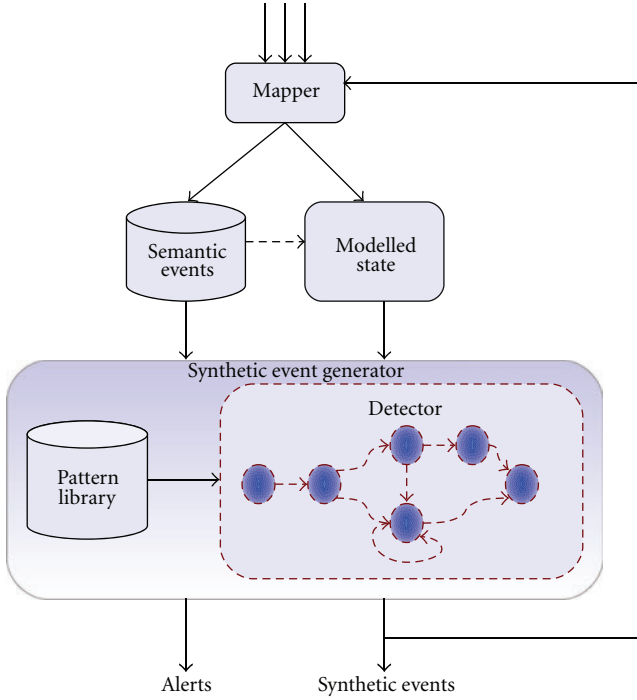 Mapper
Semantic
events
Modelled
state
Synthetic event generator
Detector
Pattern
library
Alerts
Synthetic events